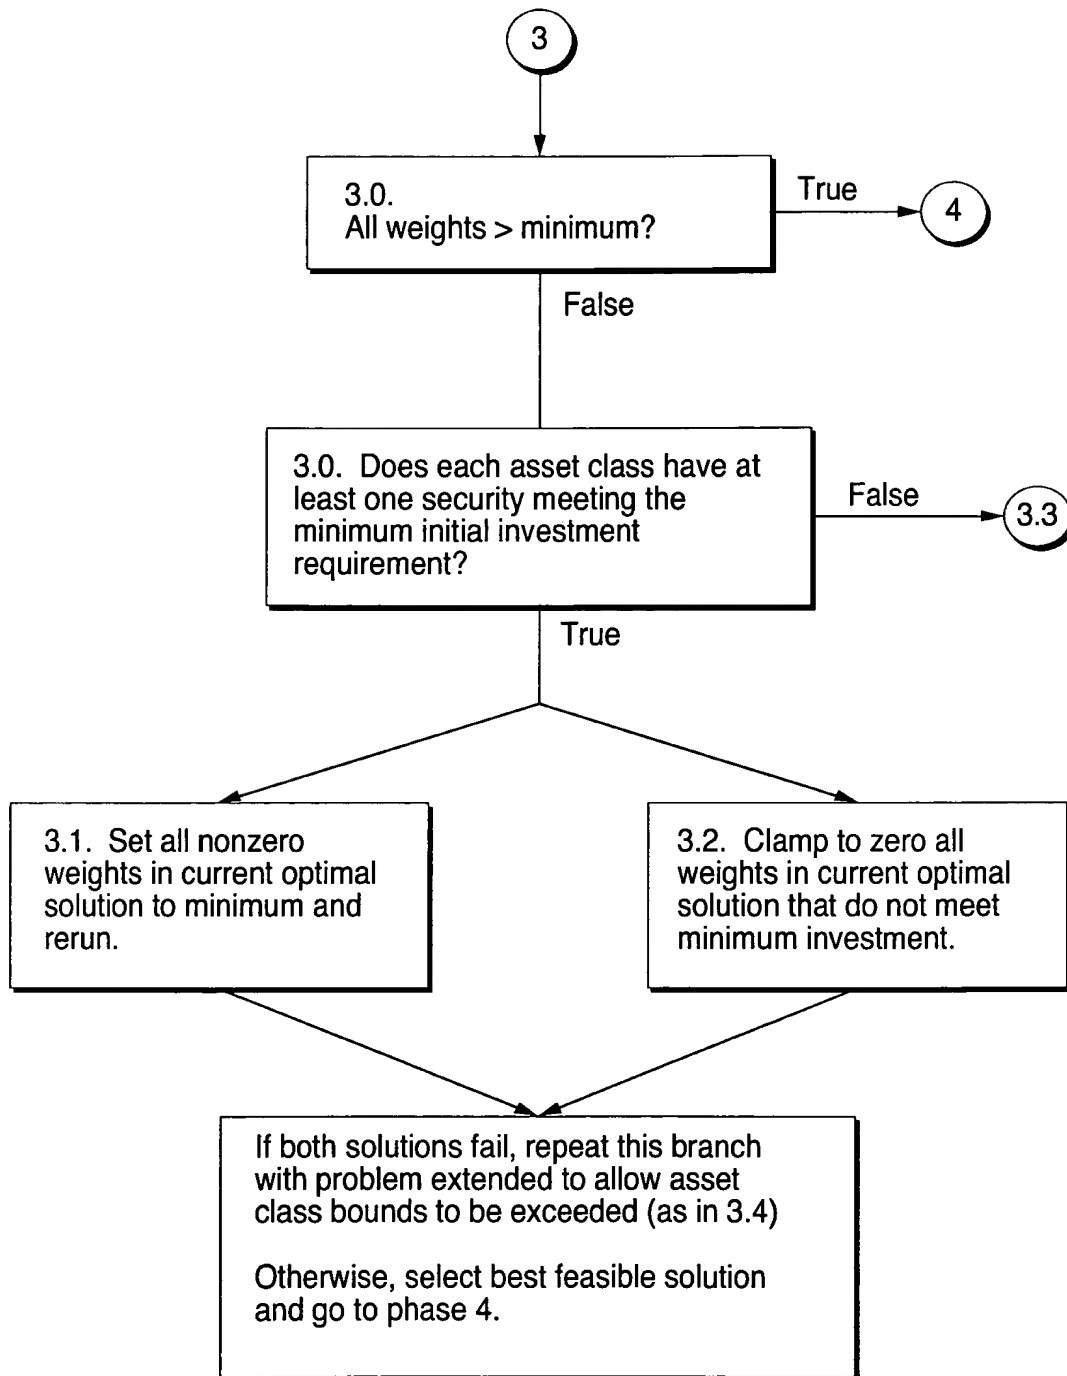 3
3.0.
All weights > minimum?
True
4
False
3.0. Does each asset class have at
least one security meeting the
minimum initial investment
requirement?
False
3.3
True
3.1. Set all nonzero
weights in current optimal
solution to minimum and
rerun.
3.2. Clamp to zero all
weights in current optimal
solution that do not meet
minimum investment.
If both solutions fail, repeat this branch
with problem extended to allow asset
class bounds to be exceeded (as in 3.4)
Otherwise, select best feasible solution
and go to phase 4.